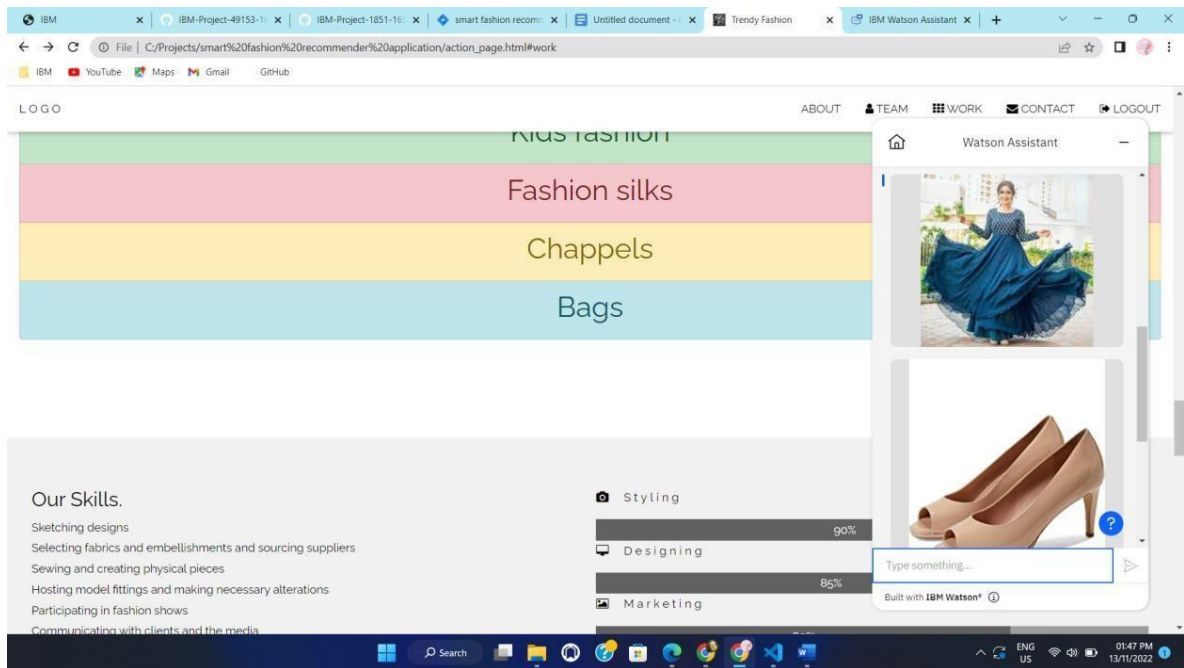 IBM
IBM-Project-49153-1
IBM-Project-1851-16
smart fashion recomm
Untitled document -
Trendy Fashion
IBM Watson Assistant
File | C:/Projects/smart%20fashion%20recommender%20application/action_page.html#work
IBM YouTube Maps Gmail GitHub
LOGO ABOUT TEAM WORK CONTACT LOGOUT
Kids fashion
Fashion silks
Chappels
Bags
Watson Assistant
?
Type something...
Built with IBM Watson®
Our Skills.
Sketching designs
Selecting fabrics and embellishments and sourcing suppliers
Sewing and creating physical pieces
Hosting model fittings and making necessary alterations
Participating in fashion shows
Communicating with clients and the media
Styling
90%
Designing
85%
Marketing
Search
ENG
US
01:47 PM
13/11/2022
1